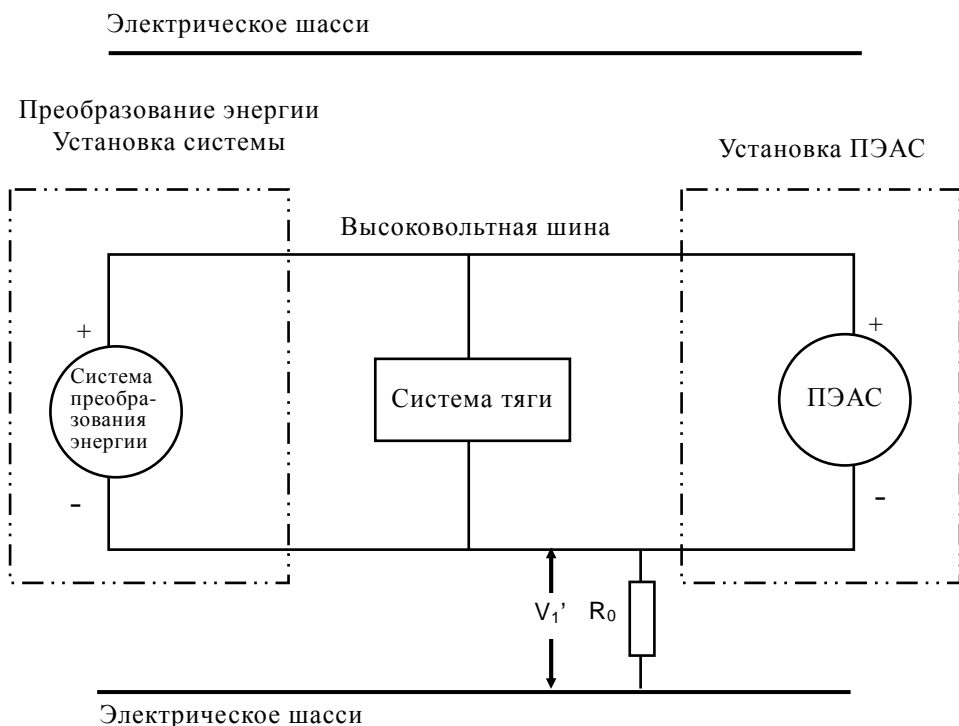 Электрическое шасси
Преобразование энергии
Установка системы
Установка ПЭАС
Высоковольтная шина
+
+
Система
преобра-
зования
энергии
Система тяги
ПЭАС
-
-
V₁’ R₀
Электрическое шасси